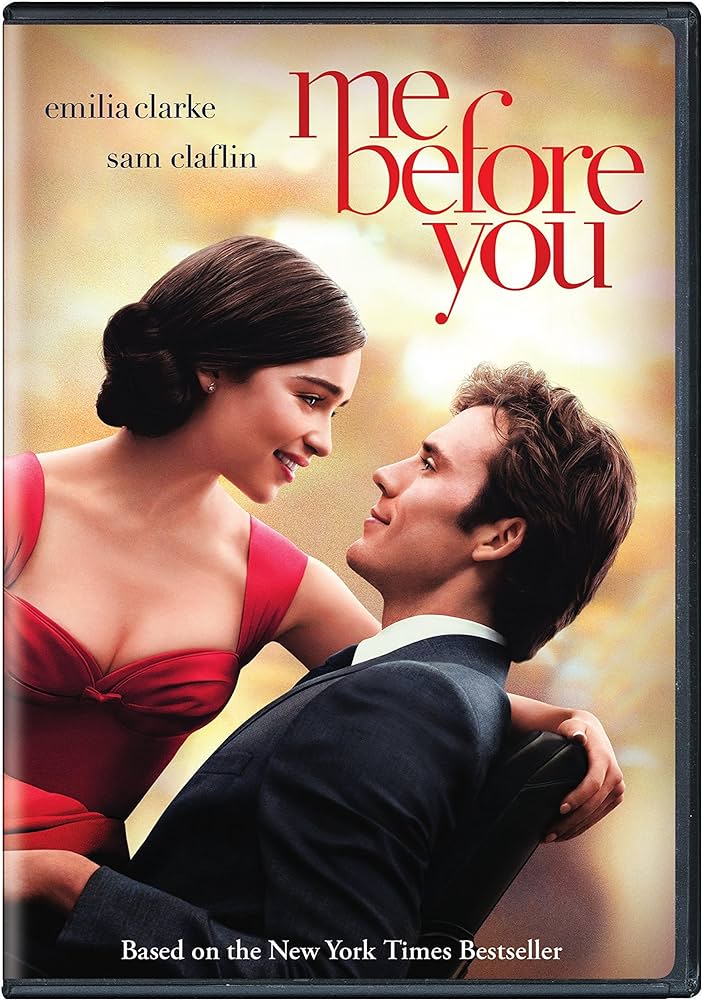 emilia clarke
sam claflin
me
before
you
Based on the New York Times Bestseller